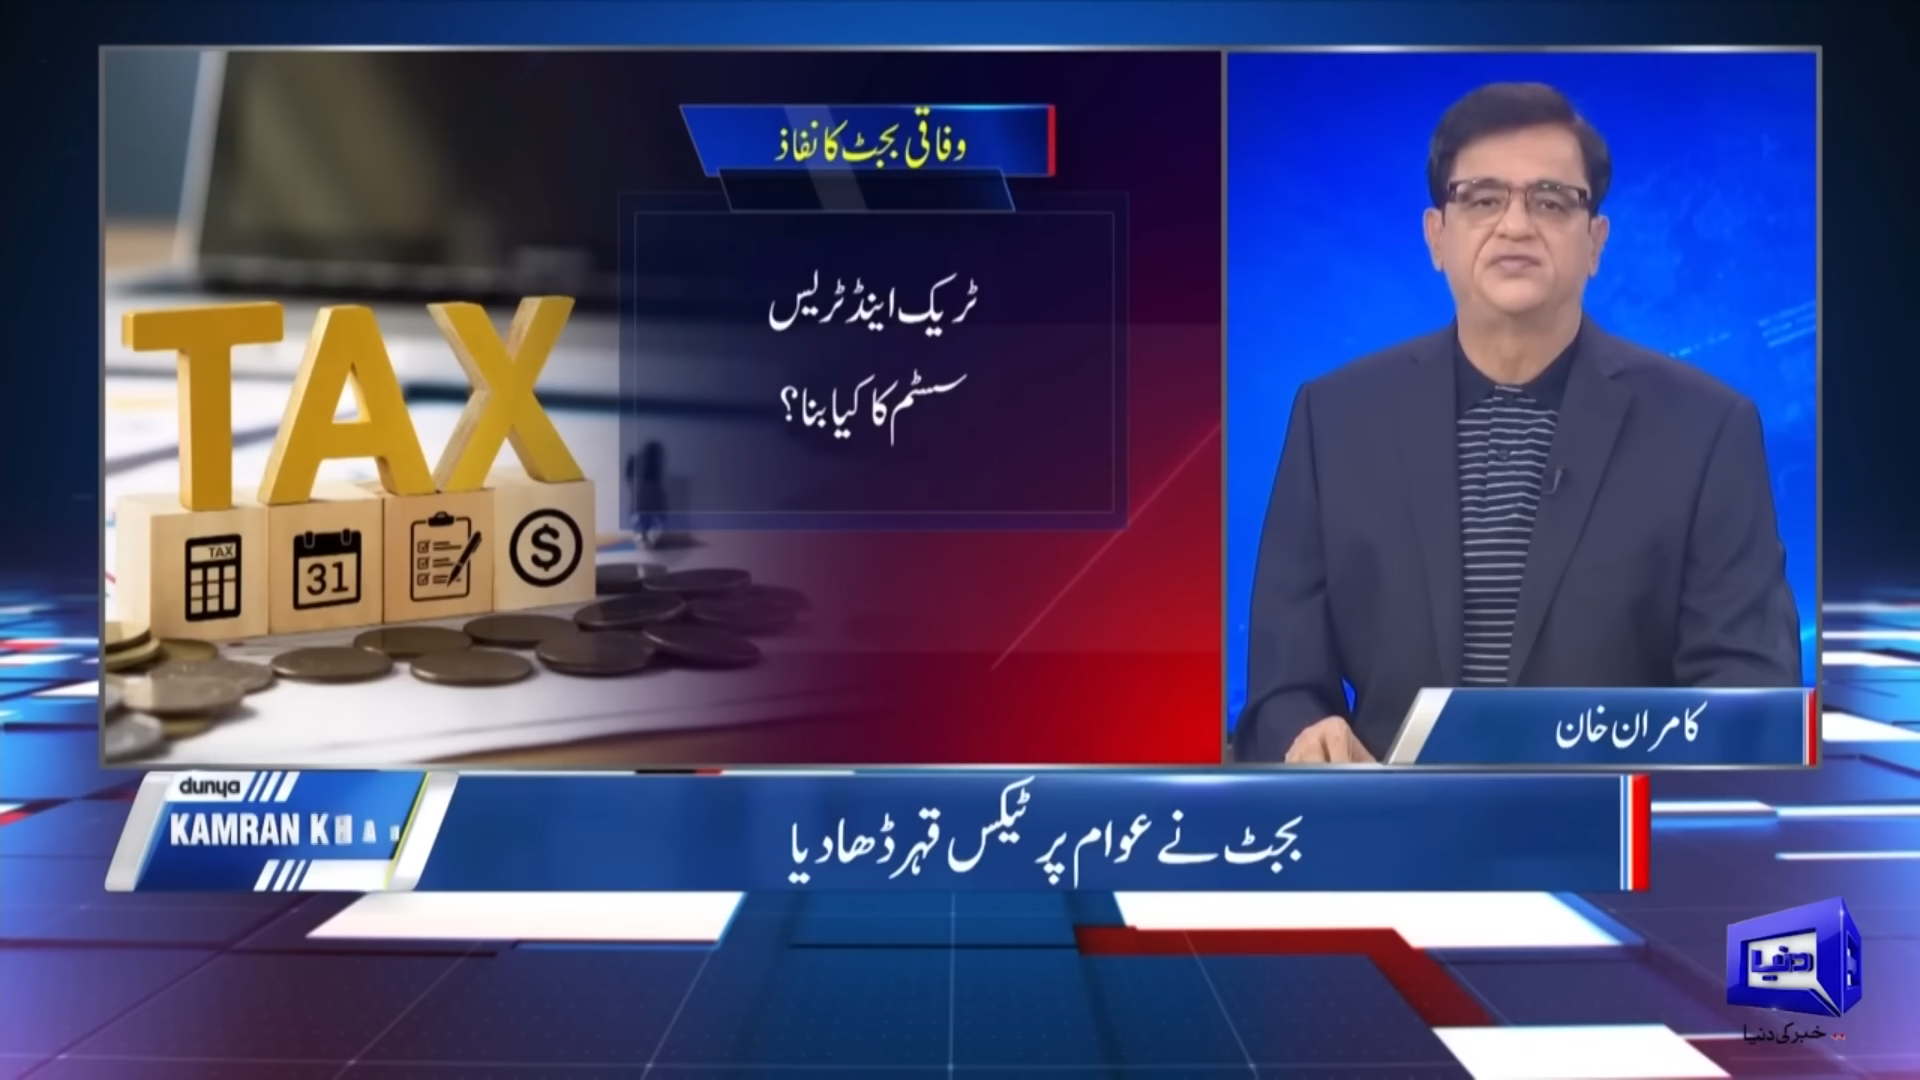 وفاقی بجٹ کا نفاذ
ٹریک اینڈ ٹریس
سسٹم کا کیا بنا؟
TAX
TAX
31
$
کامران خان
dunya
KAMRAN KHA
بجٹ نے عوام پر ٹیکس قہر ڈھا دیا
دنیا
خبر کی دنیا